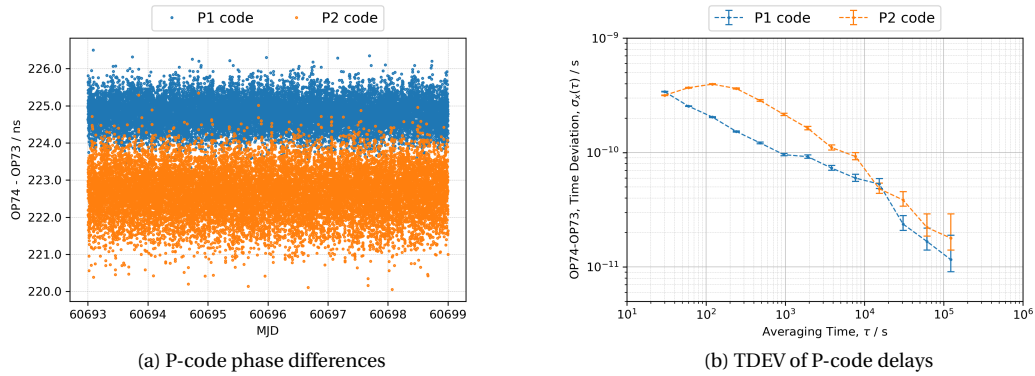 P1 code P2 code
226.0
225.0
224.0
223.0
222.0
221.0
220.0
OP74 - OP73 / ns
60693 60694 60695 60696 60697 60698 60699
MJD
(a) P-code phase differences
P1 code P2 code
10⁻⁹
10⁻¹⁰
10⁻¹¹
OP74-OP73, Time Deviation, σₓ(τ) / s
10¹ 10² 10³ 10⁴ 10⁵ 10⁶
Averaging Time, τ / s
(b) TDEV of P-code delays